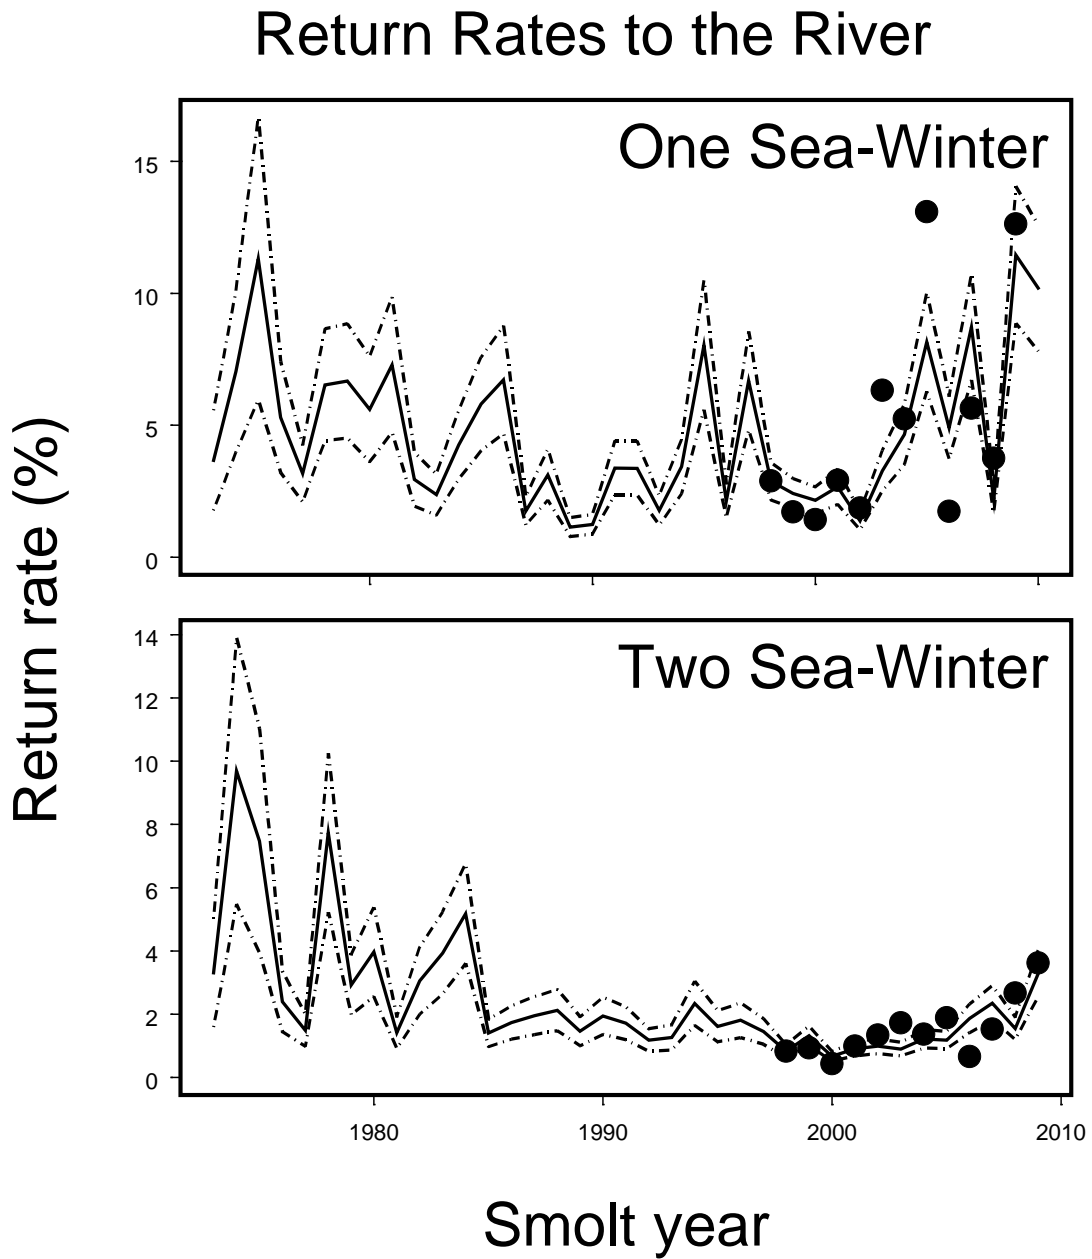 Return Rates to the River
One Sea-Winter
15
10
5
0
Return rate (%)
Two Sea-Winter
14
12
10
8
6
4
2
0
1980 1990 2000 2010
Smolt year